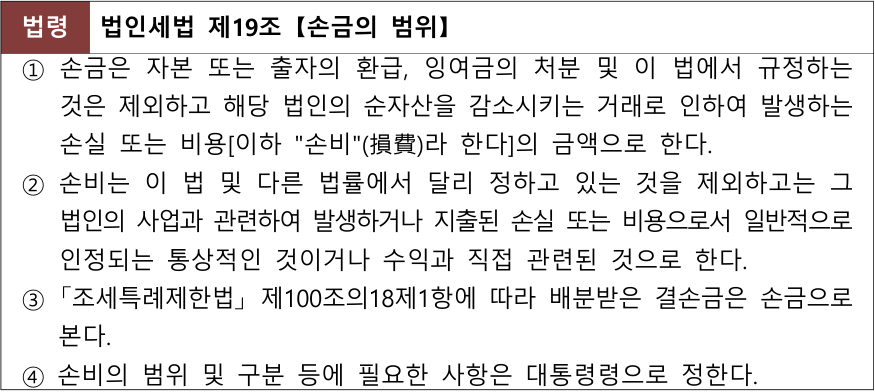 법령 법인세법 제19조【손금의 범위】
① 손금은 자본 또는 출자의 환급, 잉여금의 처분 및 이 법에서 규정하는
것은 제외하고 해당 법인의 순자산을 감소시키는 거래로 인하여 발생하는
손실 또는 비용[이하 "손비"(損費)라 한다]의 금액으로 한다.
② 손비는 이 법 및 다른 법률에서 달리 정하고 있는 것을 제외하고는 그
법인의 사업과 관련하여 발생하거나 지출된 손실 또는 비용으로서 일반적으로
인정되는 통상적인 것이거나 수익과 직접 관련된 것으로 한다.
③ 「조세특례제한법」 제100조의18제1항에 따라 배분받은 결손금은 손금으로
본다.
④ 손비의 범위 및 구분 등에 필요한 사항은 대통령령으로 정한다.